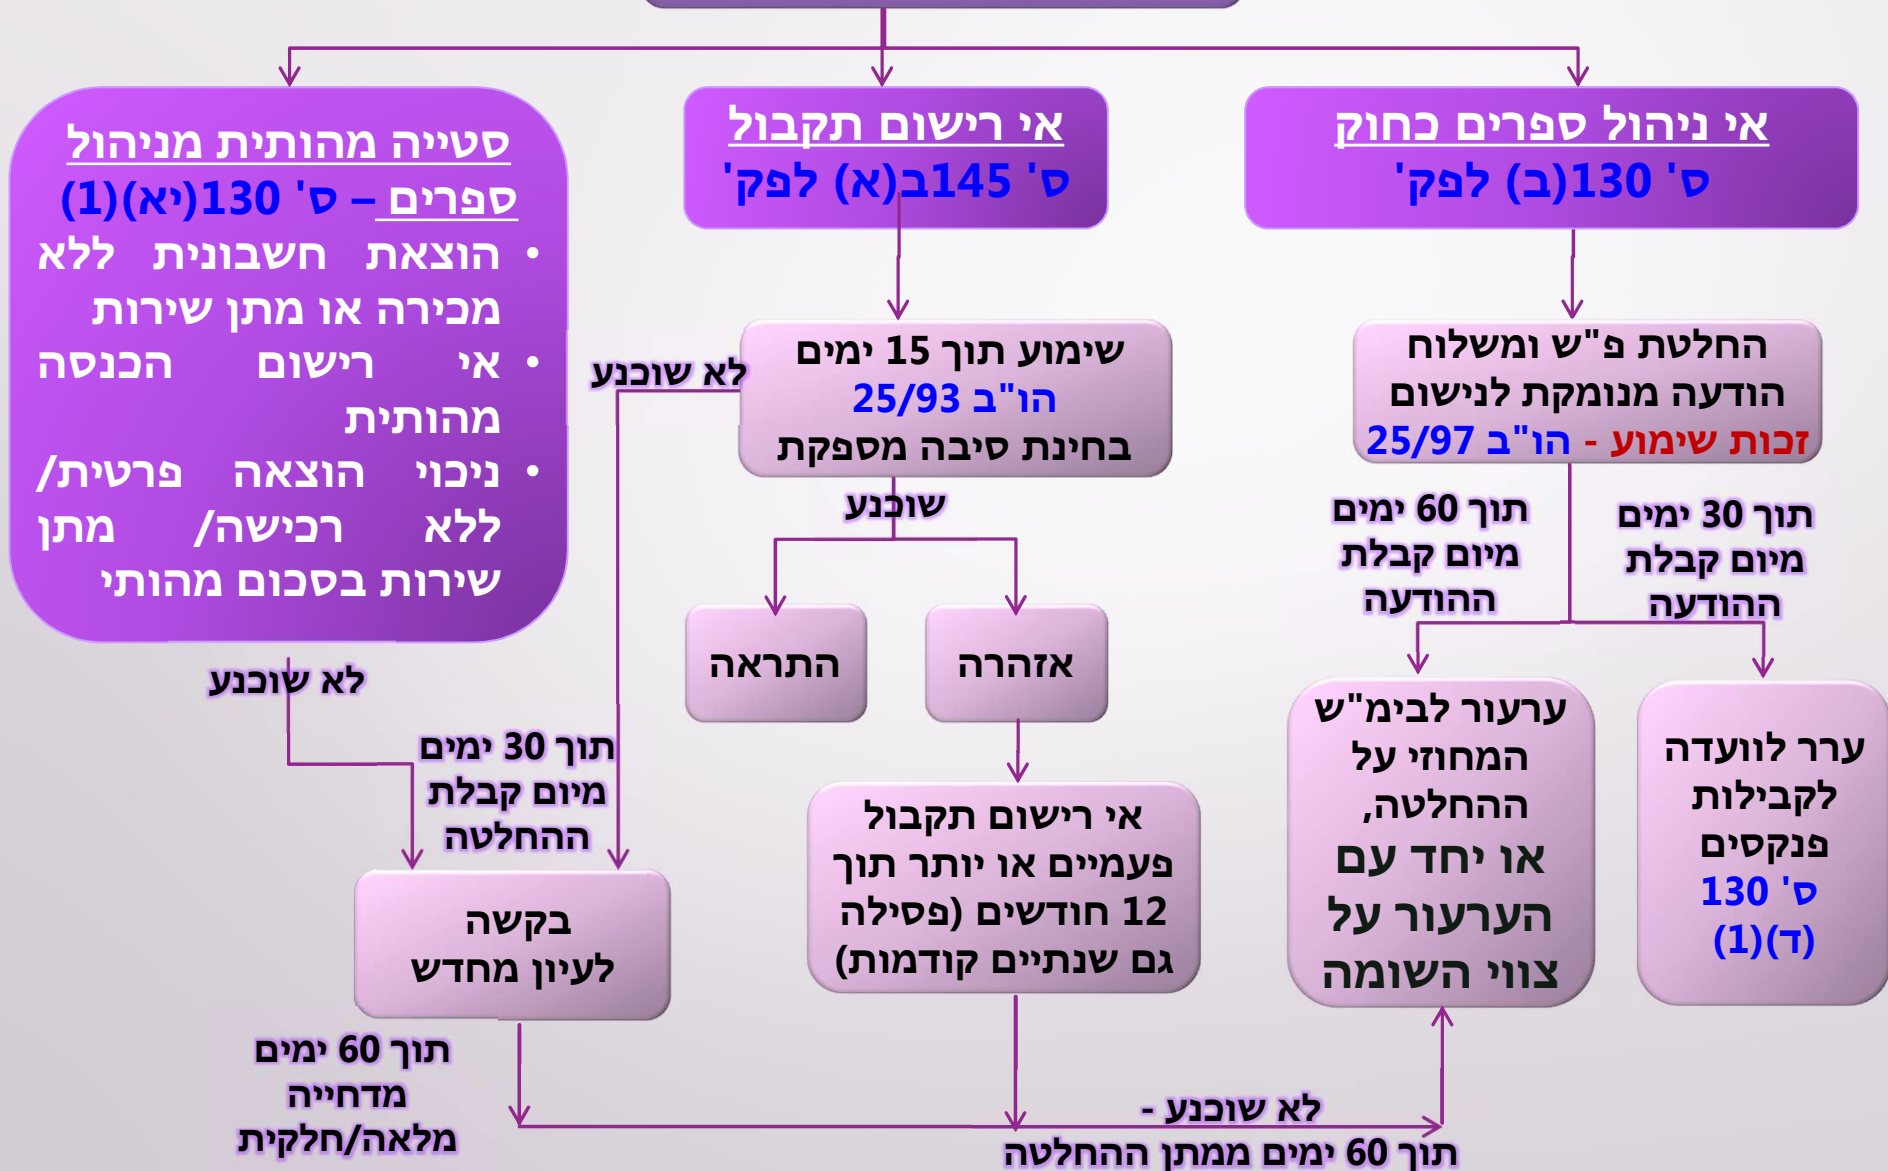 אי ניהול ספרים כחוק
ס' 130(ב) לפק'
אי רישום תקבול
ס' 145ב(א) לפק'
סטייה מהותית מניהול
ספרים – ס' 130(יא)(1)
• הוצאת חשבונית ללא
מכירה או מתן שירות
• אי רישום הכנסה
מהותית
• ניכוי הוצאה פרטית/
ללא רכישה/ מתן
שירות בסכום מהותי
החלטת פ"ש ומשלוח
הודעה מנומקת לנישום
זכות שימוע - הו"ב 25/97
שימוע תוך 15 ימים
הו"ב 25/93
בחינת סיבה מספקת
לא שוכנע
שוכנע
תוך 30 ימים
מיום קבלת
ההודעה
תוך 60 ימים
מיום קבלת
ההודעה
אזהרה
התראה
לא שוכנע
ערר לוועדה
לקבילות
פנקסים
ס' 130
(ד)(1)
ערעור לבימ"ש
המחוזי על
ההחלטה,
או יחד עם
הערעור על
צווי השומה
אי רישום תקבול
פעמיים או יותר תוך
12 חודשים (פסילה
גם שנתיים קודמות)
תוך 30 ימים
מיום קבלת
ההחלטה
בקשה
לעיון מחדש
תוך 60 ימים
מדחייה
מלאה/חלקית
לא שוכנע -
תוך 60 ימים ממתן ההחלטה